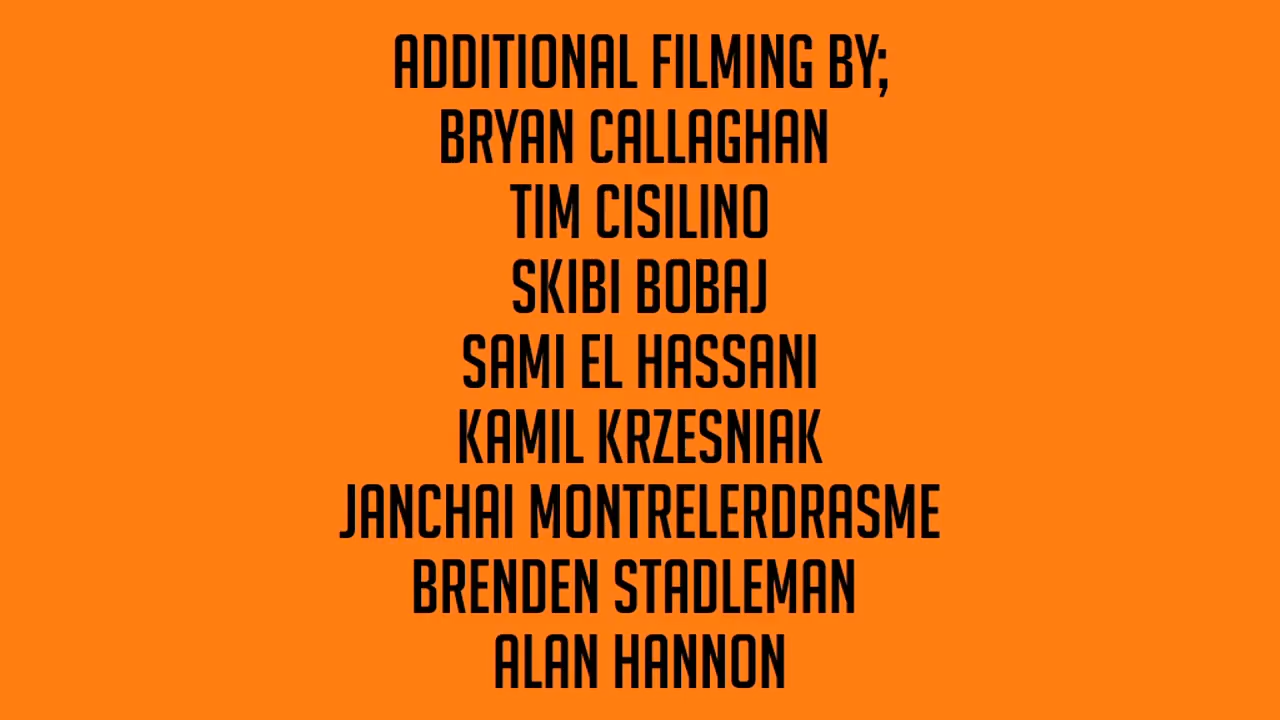 ADDITIONAL FILMING BY;
BRYAN CALLAGHAN
TIM CISILINO
SKIBI BOBAJ
SAMI EL HASSANI
KAMIL KRZESNIAK
JANCHAI MONTRELERDRASME
BRENDEN STADLEMAN
ALAN HANNON